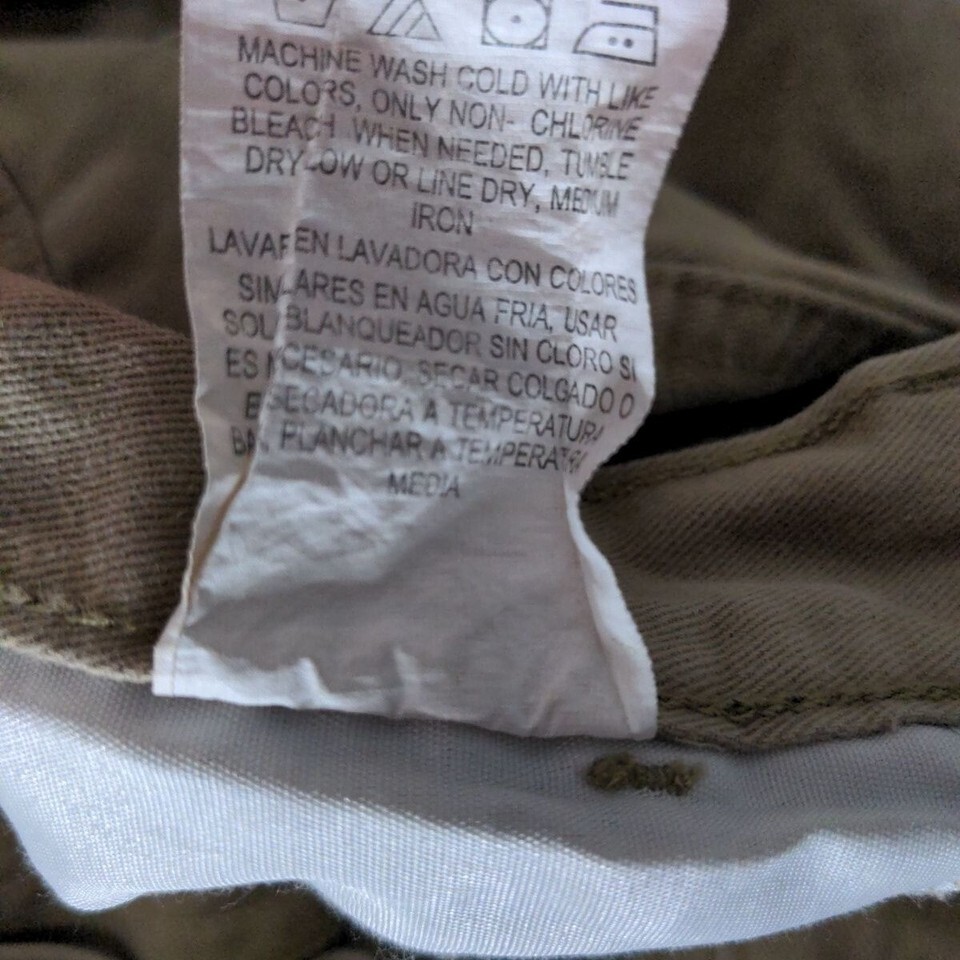 MACHINE WASH COLD WITH LIKE
COLORS, ONLY NON- CHLORINE
BLEACH WHEN NEEDED, TUMBLE
DRY LOW OR LINE DRY, MEDIUM
IRON
LAVAR EN LAVADORA CON COLORES
SIMILARES EN AGUA FRIA, USAR
SOLO BLANQUEADOR SIN CLORO SI
ES NECESARIO. SECAR COLGADO O
SECADORA A TEMPERATURA
PLANCHAR A TEMPERATURA
MEDIA